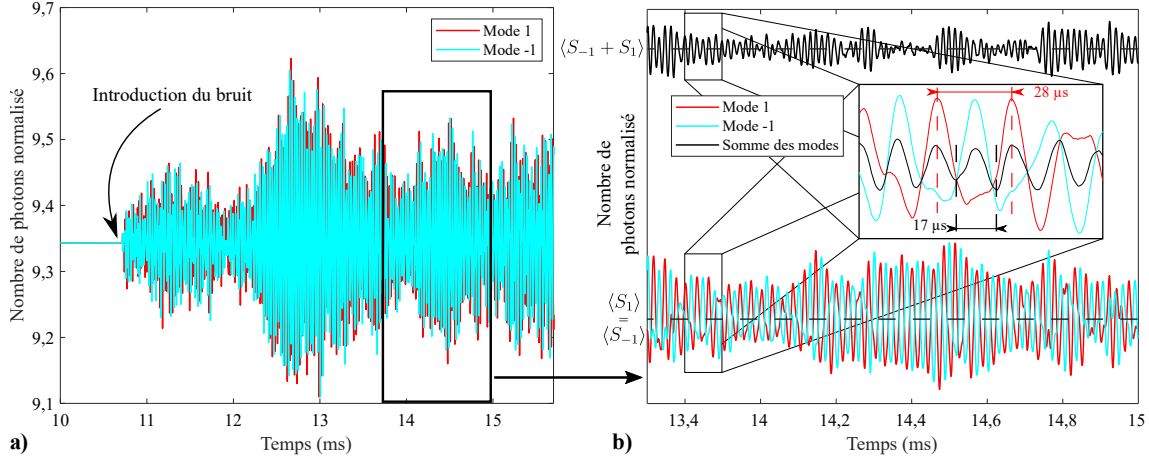 9,7
9,6
9,5
9,4
9,3
9,2
9,1
Nombre de photons normalisé
Introduction du bruit
Mode 1
Mode -1
10
11
12
13
14
15
Temps (ms)
a)
⟨S₋₁ + S₁⟩
Mode 1
Mode -1
Somme des modes
28 µs
17 µs
Nombre de
photons normalisé
⟨S₁⟩
=
⟨S₋₁⟩
13,4
14
14,2
14,4
14,6
14,8
15
Temps (ms)
b)